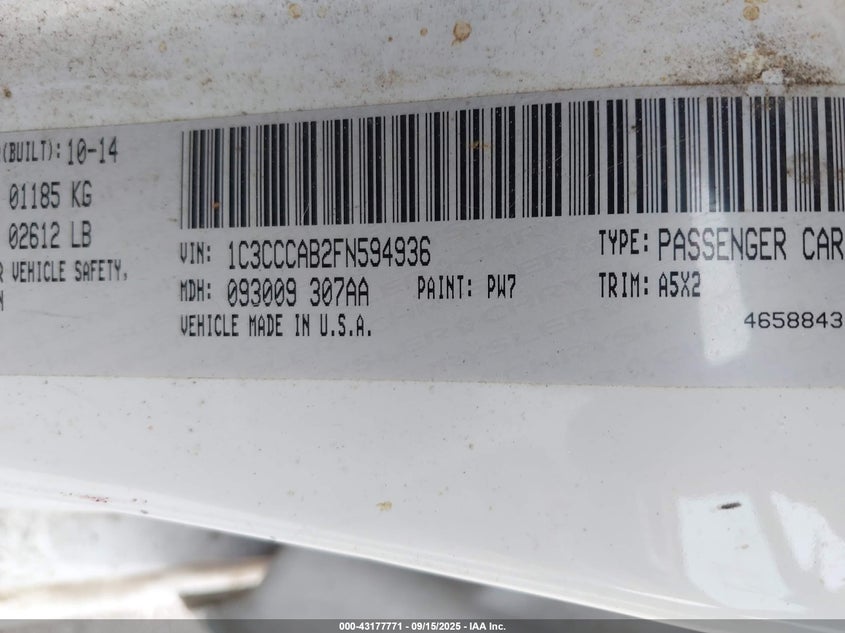 (BUILT): 10-14
01185 KG
02612 LB
R VEHICLE SAFETY,
N
VIN: 1C3CCCAB2FN594936
TYPE: PASSENGER CAR
MDH: 093009 307AA
PAINT: PW7
TRIM: A5X2
VEHICLE MADE IN U.S.A.
4658843
000-43177771 - 09/15/2025 - IAA Inc.